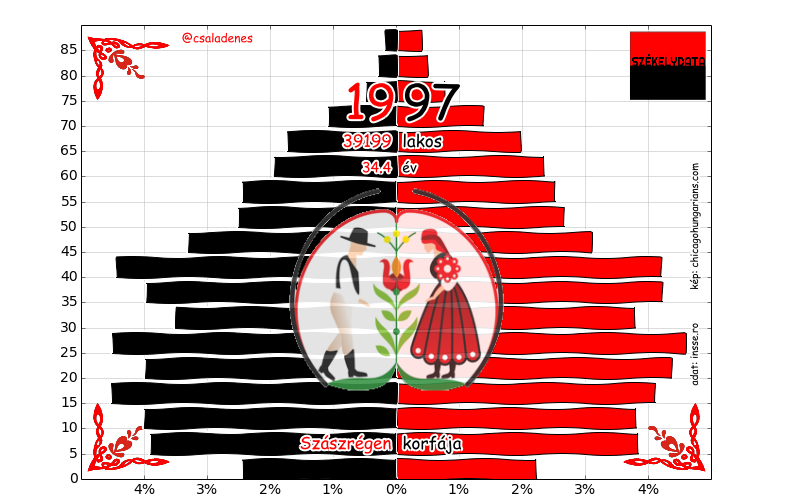 @csaladenes
SZÉKELYDATA
1997
39199 lakos
34.4 év
kép: chicagohungarians.com
adat: insse.ro
Szászrégen korfája
85
80
75
70
65
60
55
50
45
40
35
30
25
20
15
10
5
0
4% 3% 2% 1% 0% 1% 2% 3% 4%